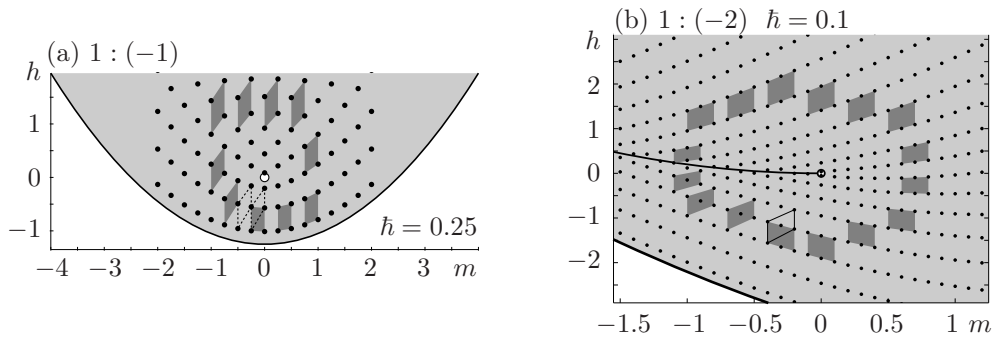 (a) 1 : (−1)
h
1
0
−1
ℏ = 0.25
−4 −3 −2 −1 0 1 2 3 m
(b) 1 : (−2) ℏ = 0.1
h
2
1
0
−1
−2
−1.5 −1 −0.5 0 0.5 1 m